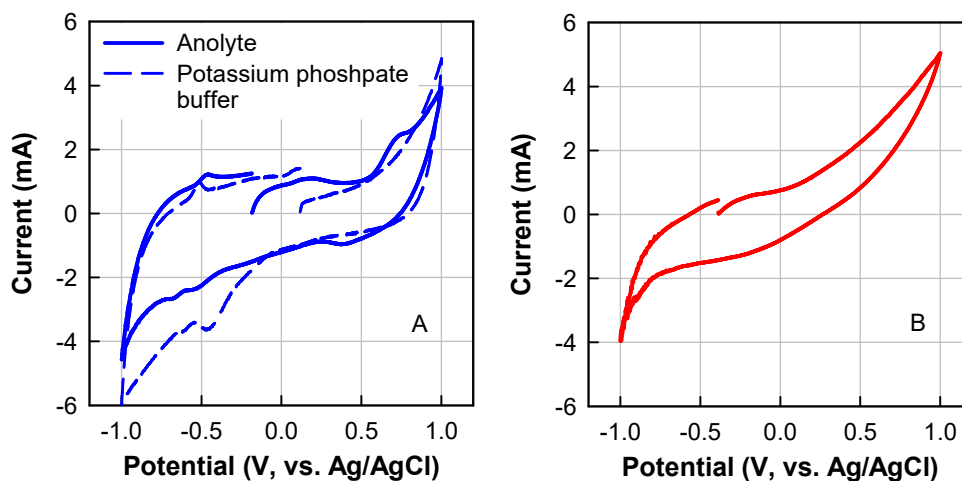 6
4
2
0
-2
-4
-6
Current (mA)
Anolyte
Potassium phoshpate
buffer
A
-1.0 -0.5 0.0 0.5 1.0
Potential (V, vs. Ag/AgCl)
6
4
2
0
-2
-4
-6
Current (mA)
B
-1.0 -0.5 0.0 0.5 1.0
Potential (V, vs. Ag/AgCl)